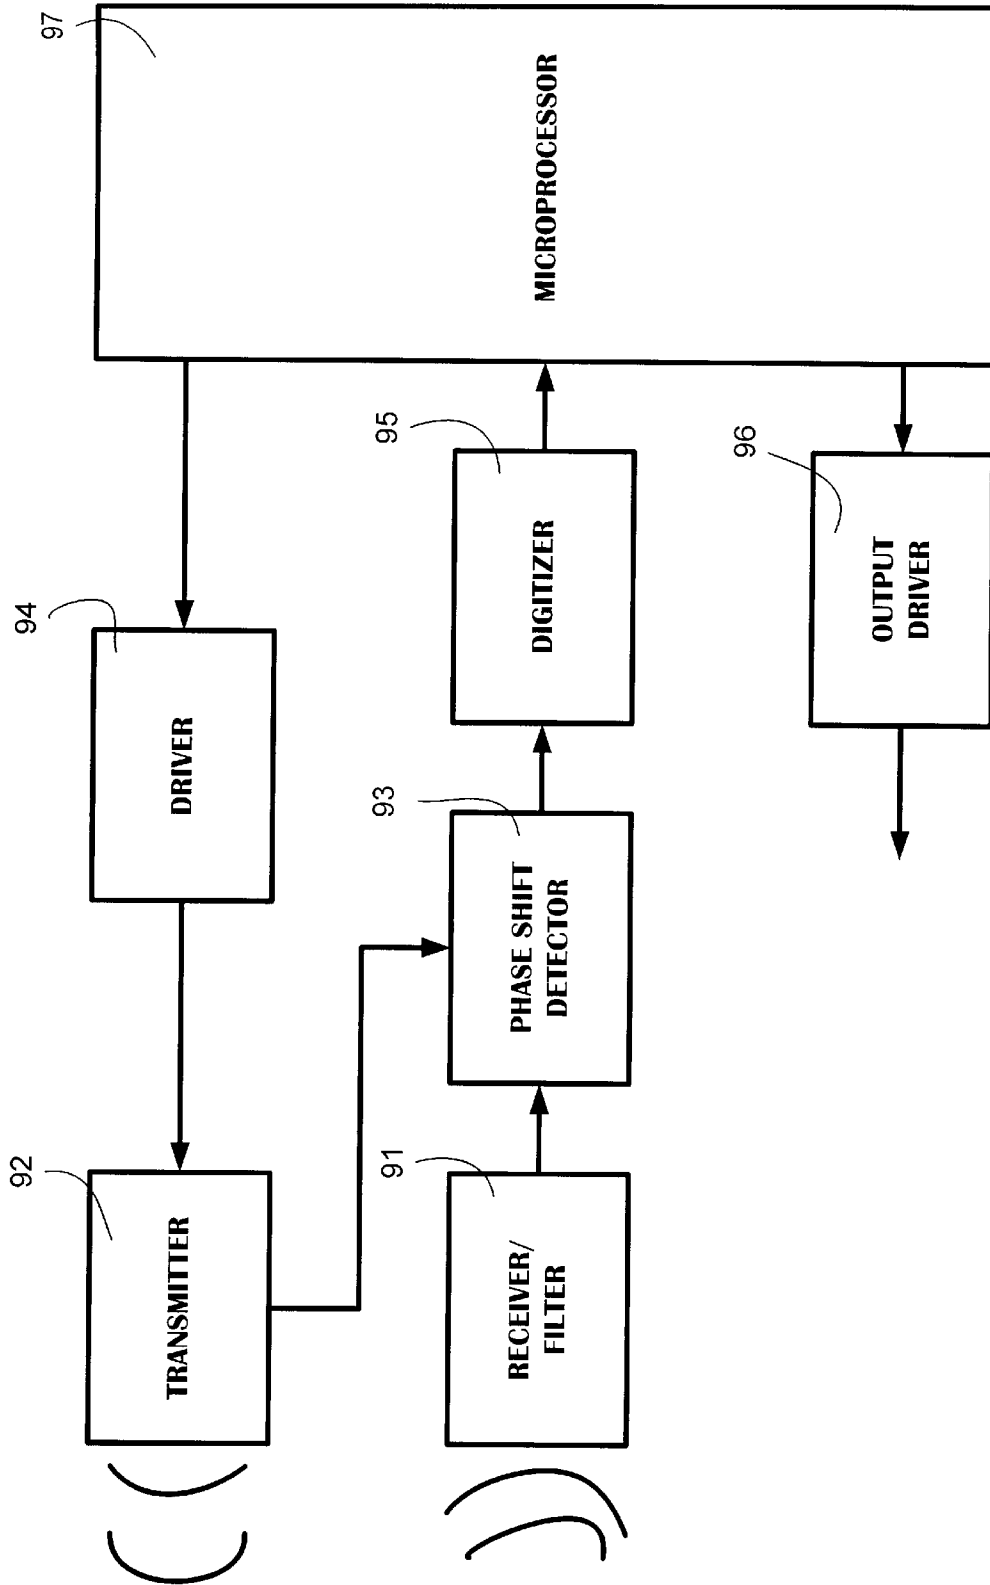 92
TRANSMITTER
94
DRIVER
97
MICROPROCESSOR
91
RECEIVER/
FILTER
93
PHASE SHIFT
DETECTOR
95
DIGITIZER
96
OUTPUT
DRIVER